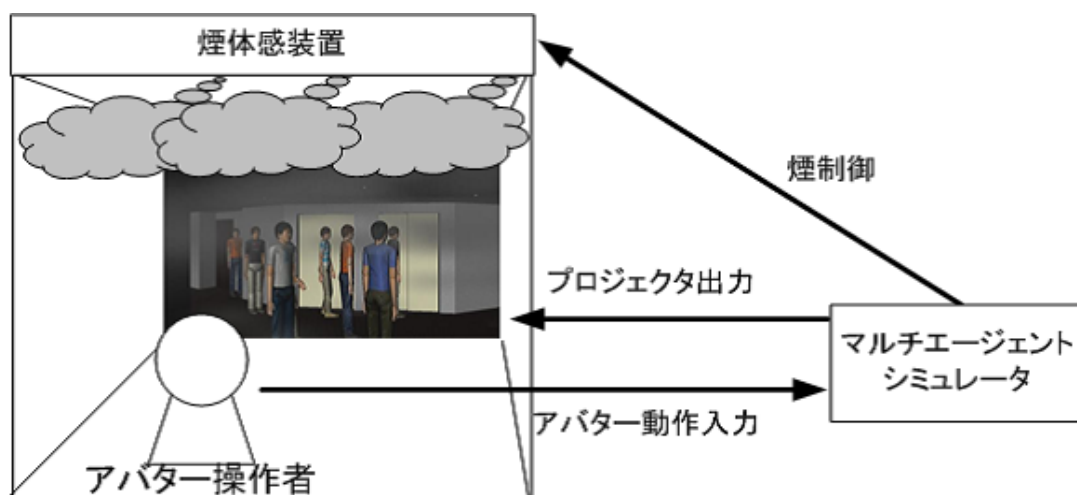 煙体感装置
煙制御
プロジェクタ出力
マルチエージェント
シミュレータ
アバター動作入力
アバター操作者